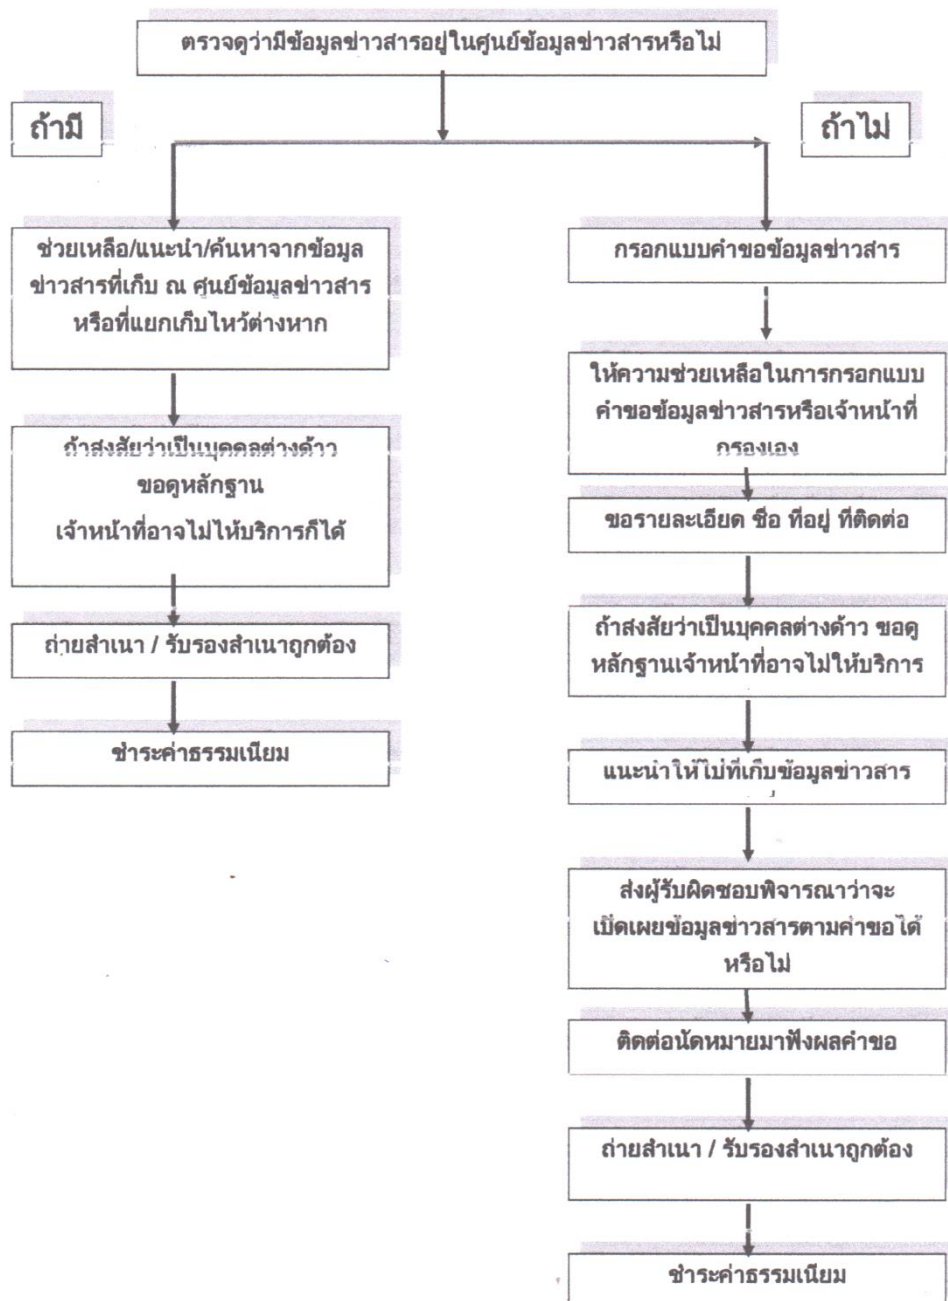 ตรวจดูว่ามีข้อมูลข่าวสารอยู่ในศูนย์ข้อมูลข่าวสารหรือไม่
ถ้ามี
ถ้าไม่
ช่วยเหลือ/แนะนำ/ค้นหาจากข้อมูล
ข่าวสารที่เก็บ ณ ศูนย์ข้อมูลข่าวสาร
หรือที่แยกเก็บไหว้ต่างหาก
ถ้าสงสัยว่าเป็นบุคคลต่างด้าว
ขอดูหลักฐาน
เจ้าหน้าที่อาจไม่ไห้บริการก็ได้
ถ่ายสำเนา / รับรองสำเนาถูกต้อง
ชำระค่าธรรมเนียม
กรอกแบบคำขอข้อมูลข่าวสาร
ให้ความช่วยเหลือในการกรอกแบบ
คำขอข้อมูลข่าวสารหรือเจ้าหน้าที่
กรองเอง
ขอรายละเอียด ชื่อ ที่อยู่ ที่ติดต่อ
ถ้าสงสัยว่าเป็นบุคคลต่างด้าว ขอดู
หลักฐานเจ้าหน้าที่อาจไม่ให้บริการ
แนะนำให้ไปที่เก็บข้อมูลข่าวสาร
ส่งผู้รับผิดชอบพิจารณาว่าจะ
เปิดเผยข้อมูลข่าวสารตามคำขอได้
หรือไม่
ติดต่อนัดหมายมาฟังผลคำขอ
ถ่ายสำเนา / รับรองสำเนาถูกต้อง
ชำระค่าธรรมเนียม